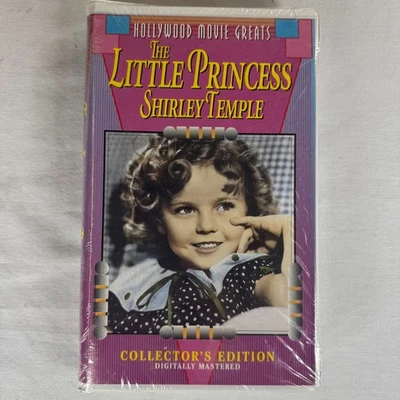 HOLLYWOOD MOVIE GREATS
THE
LITTLE PRINCESS
SHIRLEY TEMPLE
COLLECTOR'S EDITION
DIGITALLY MASTERED